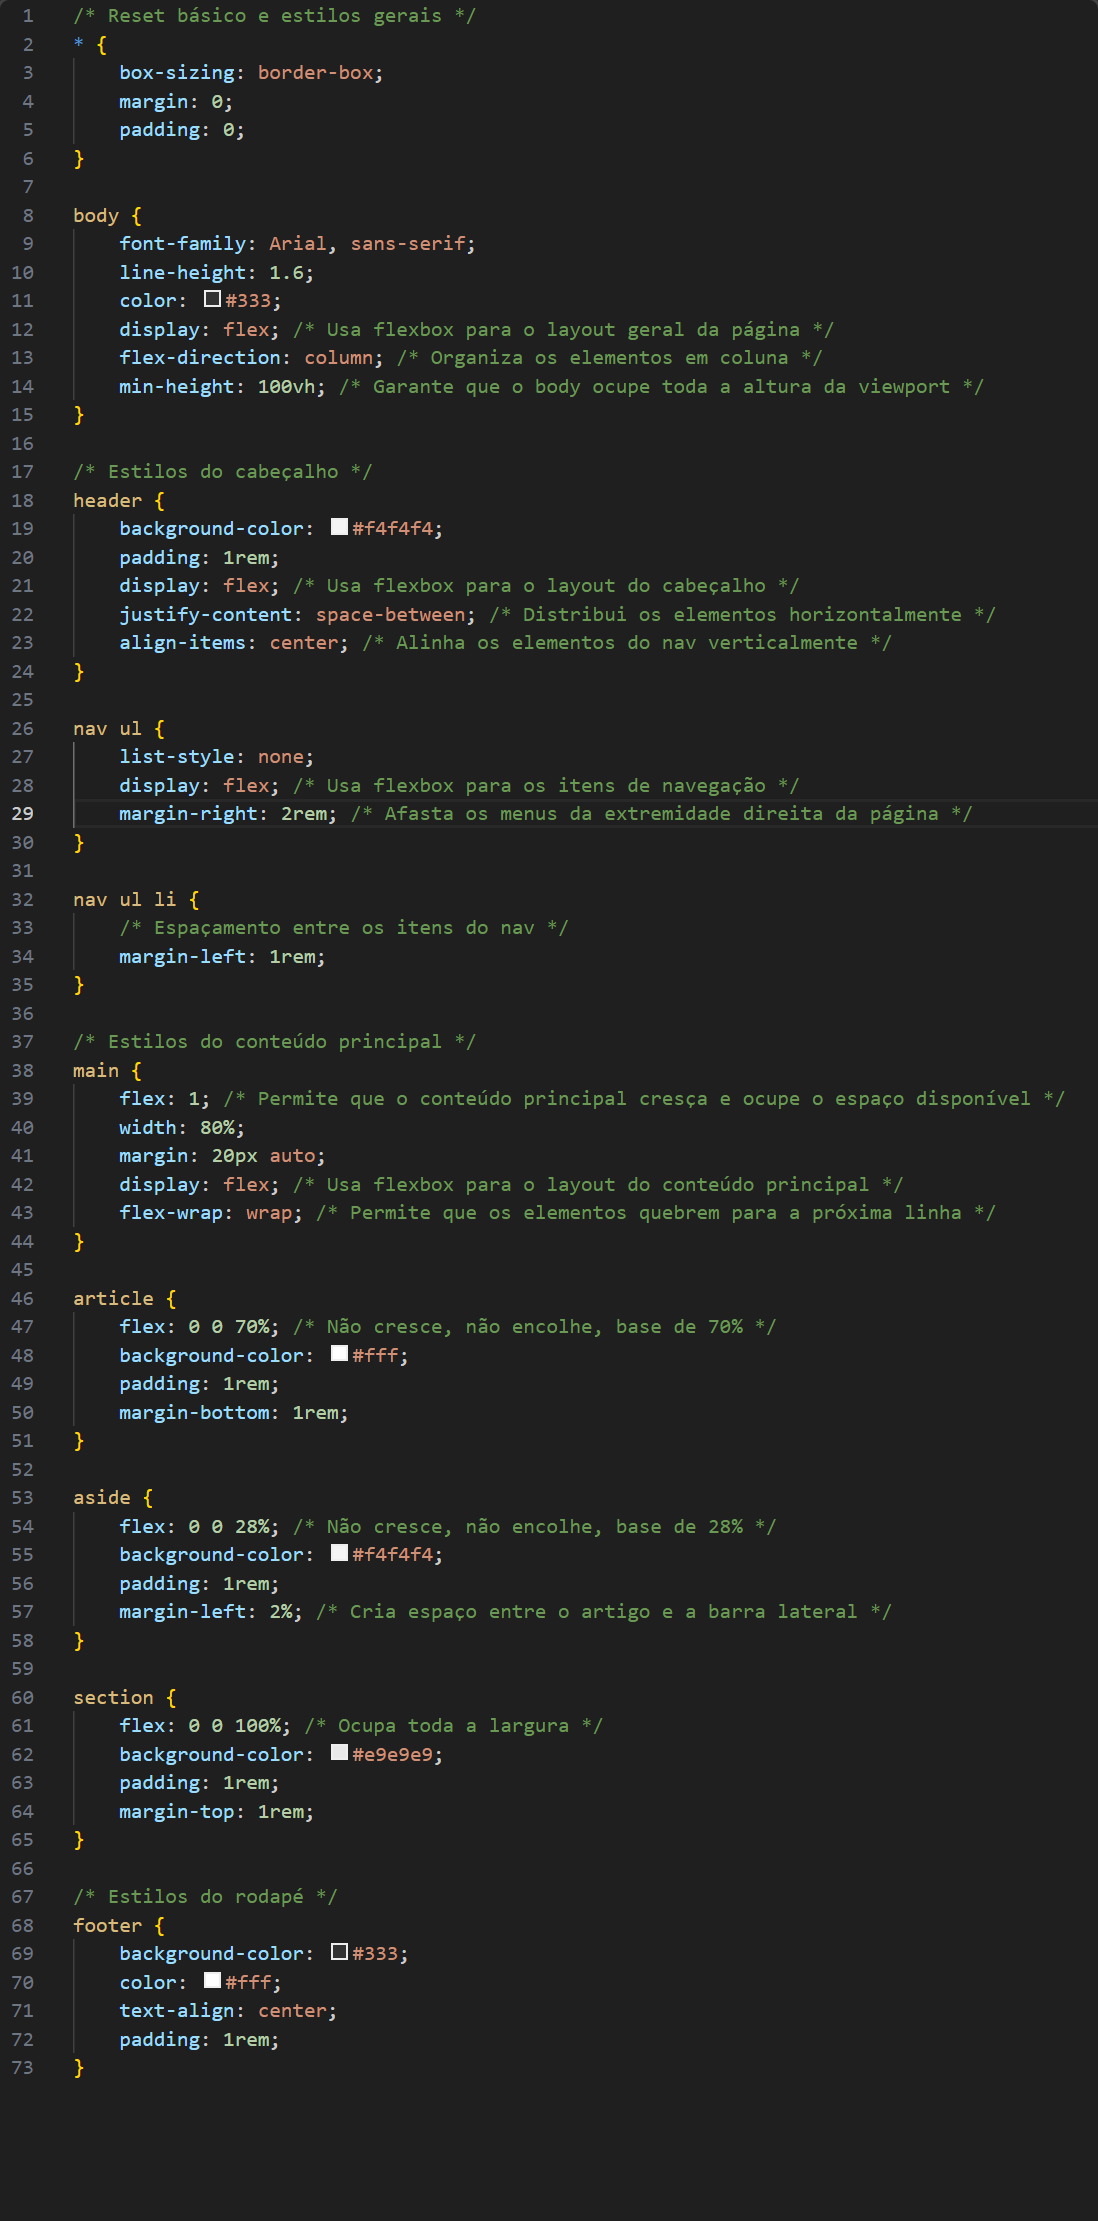 1 /* Reset básico e estilos gerais */
2 * {
3     box-sizing: border-box;
4     margin: 0;
5     padding: 0;
6 }
7
8 body {
9     font-family: Arial, sans-serif;
10     line-height: 1.6;
11     color: #333;
12     display: flex; /* Usa flexbox para o layout geral da página */
13     flex-direction: column; /* Organiza os elementos em coluna */
14     min-height: 100vh; /* Garante que o body ocupe toda a altura da viewport */
15 }
16
17 /* Estilos do cabeçalho */
18 header {
19     background-color: #f4f4f4;
20     padding: 1rem;
21     display: flex; /* Usa flexbox para o layout do cabeçalho */
22     justify-content: space-between; /* Distribui os elementos horizontalmente */
23     align-items: center; /* Alinha os elementos do nav verticalmente */
24 }
25
26 nav ul {
27     list-style: none;
28     display: flex; /* Usa flexbox para os itens de navegação */
29     margin-right: 2rem; /* Afasta os menus da extremidade direita da página */
30 }
31
32 nav ul li {
33     /* Espaçamento entre os itens do nav */
34     margin-left: 1rem;
35 }
36
37 /* Estilos do conteúdo principal */
38 main {
39     flex: 1; /* Permite que o conteúdo principal cresça e ocupe o espaço disponível */
40     width: 80%;
41     margin: 20px auto;
42     display: flex; /* Usa flexbox para o layout do conteúdo principal */
43     flex-wrap: wrap; /* Permite que os elementos quebrem para a próxima linha */
44 }
45
46 article {
47     flex: 0 0 70%; /* Não cresce, não encolhe, base de 70% */
48     background-color: #fff;
49     padding: 1rem;
50     margin-bottom: 1rem;
51 }
52
53 aside {
54     flex: 0 0 28%; /* Não cresce, não encolhe, base de 28% */
55     background-color: #f4f4f4;
56     padding: 1rem;
57     margin-left: 2%; /* Cria espaço entre o artigo e a barra lateral */
58 }
59
60 section {
61     flex: 0 0 100%; /* Ocupa toda a largura */
62     background-color: #e9e9e9;
63     padding: 1rem;
64     margin-top: 1rem;
65 }
66
67 /* Estilos do rodapé */
68 footer {
69     background-color: #333;
70     color: #fff;
71     text-align: center;
72     padding: 1rem;
73 }